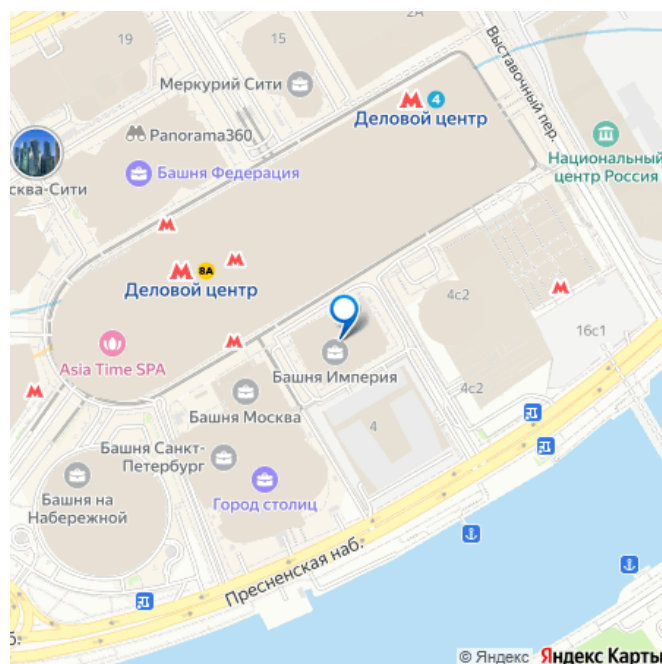 2А
19
15
Выставочный пер.
Меркурий Сити
4
Деловой центр
Panorama360
Национальный
центр Россия
сква-Сити
Башня Федерация
8А
Деловой центр
4с2
16с1
Asia Time SPA
Башня Империя
4с2
Башня Москва
4
Башня Санкт-
Петербург
Башня на
Набережной
Город столиц
Пресненская наб.
б.
© Яндекс Яндекс Карты